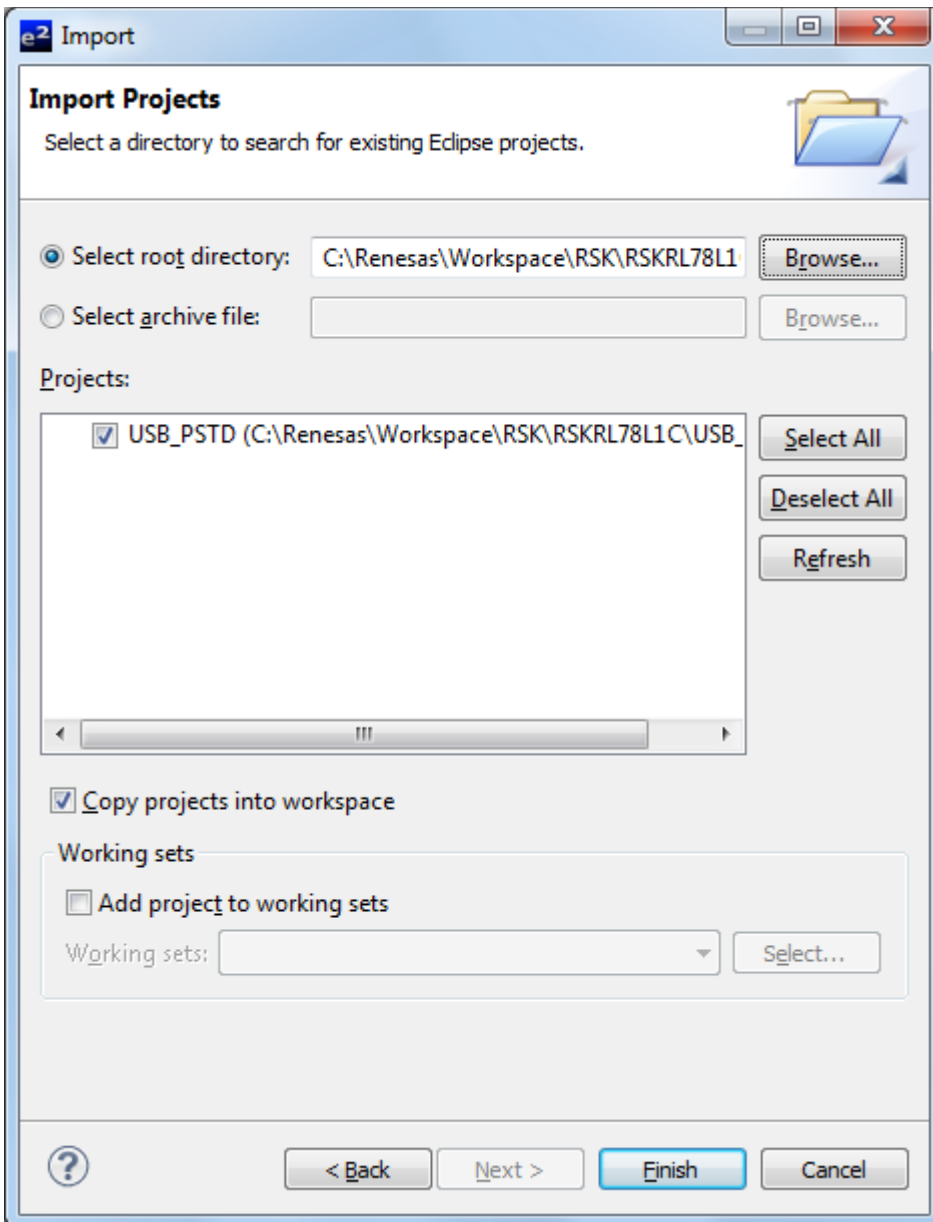 e² Import
Import Projects
Select a directory to search for existing Eclipse projects.
Select root directory: C:\Renesas\Workspace\RSK\RSKRL78L1 Browse...
Select archive file: Browse...
Projects:
USB_PSTD (C:\Renesas\Workspace\RSK\RSKRL78L1C\USB_ Select All
Deselect All
Refresh
Copy projects into workspace
Working sets
Add project to working sets
Working sets: Select...
? < Back Next > Finish Cancel